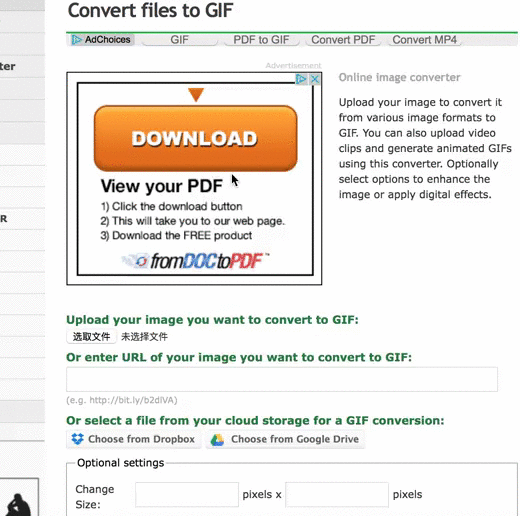 Convert files to GIF
AdChoices GIF PDF to GIF Convert PDF Convert MP4
Advertisement
DOWNLOAD
View your PDF
1) Click the download button
2) This will take you to our web page.
3) Download the FREE product
fromDOCtoPDF™
Online image converter
Upload your image to convert it
from various image formats to
GIF. You can also upload video
clips and generate animated GIFs
using this converter. Optionally
select options to enhance the
image or apply digital effects.
ter
R
Upload your image you want to convert to GIF:
选取文件 未选择文件
Or enter URL of your image you want to convert to GIF:
(e.g. http://bit.ly/b2dlVA)
Or select a file from your cloud storage for a GIF conversion:
Choose from Dropbox Choose from Google Drive
Optional settings
Change
Size:
pixels x pixels